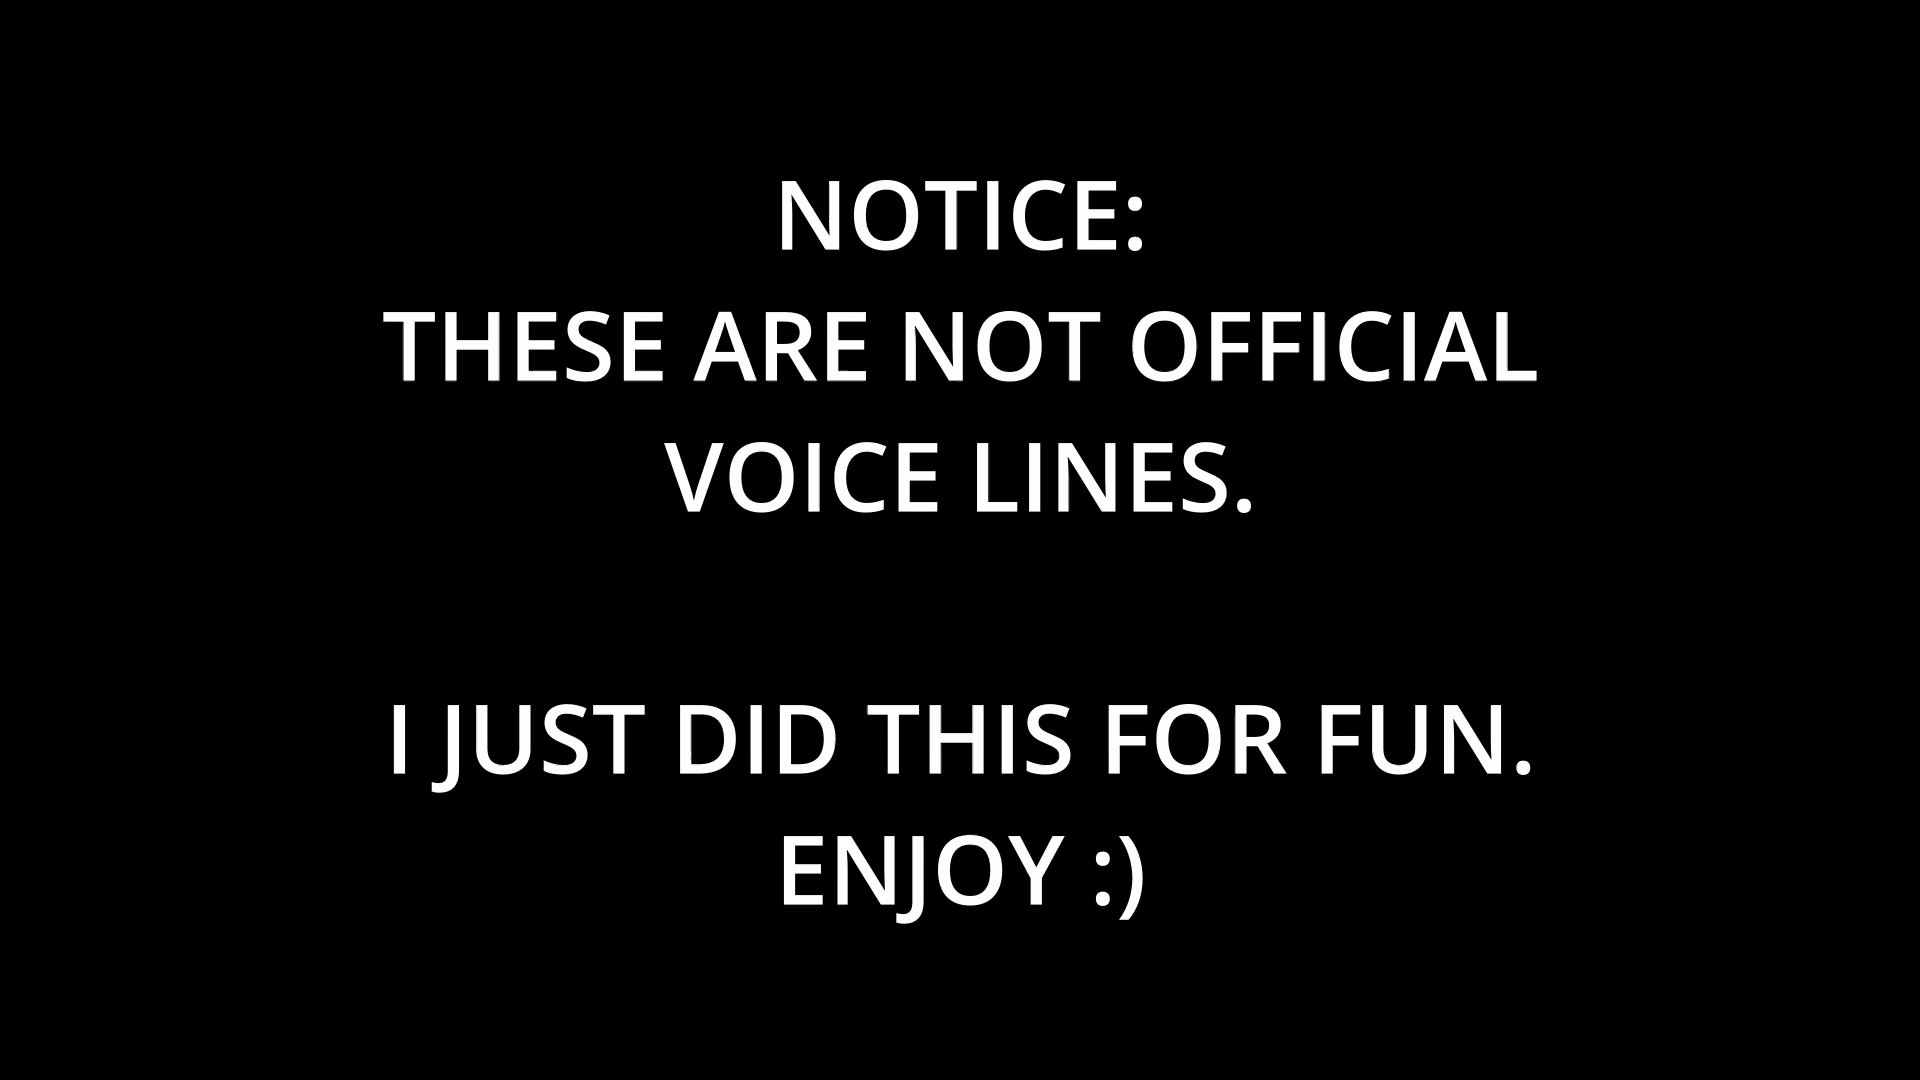 NOTICE:
THESE ARE NOT OFFICIAL
VOICE LINES.
I JUST DID THIS FOR FUN.
ENJOY :)